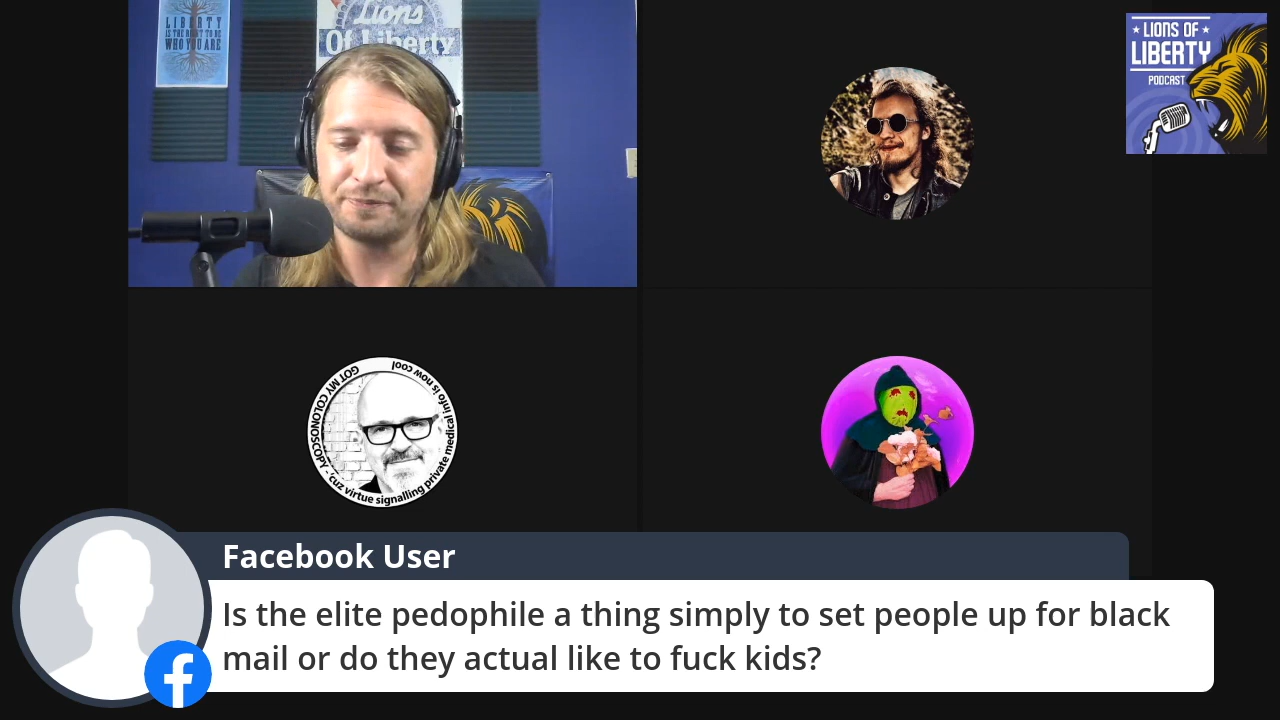 LIBERTY
IS THE RIGHT TO BE
WHO YOU ARE
Lions
Of Liberty
LIONS OF
LIBERTY
PODCAST
GOT MY COLONOSCOPY - 'cuz virtue signalling private medical info is now cool
Facebook User
Is the elite pedophile a thing simply to set people up for black
mail or do they actual like to fuck kids?